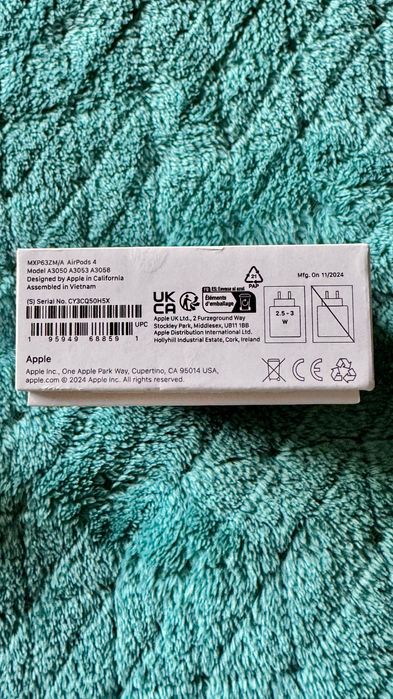 MXP63ZM/A AirPods 4
Model A3050 A3053 A3058
Designed by Apple in California
Assembled in Vietnam
(S) Serial No. CY3CQ50H5X
UPC
1 95949 68859 1
Apple
Apple Inc., One Apple Park Way, Cupertino, CA 95014 USA,
apple.com © 2024 Apple Inc. All rights reserved.
UK
CA
Éléments
d'emballage
Apple UK Ltd., 2 Furzeground Way
Stockley Park, Middlesex, UB11 1BB
Apple Distribution International Ltd.
Hollyhill Industrial Estate, Cork, Ireland
21
PAP
Mfg. On 11/2024
2.5 - 3
W
CE